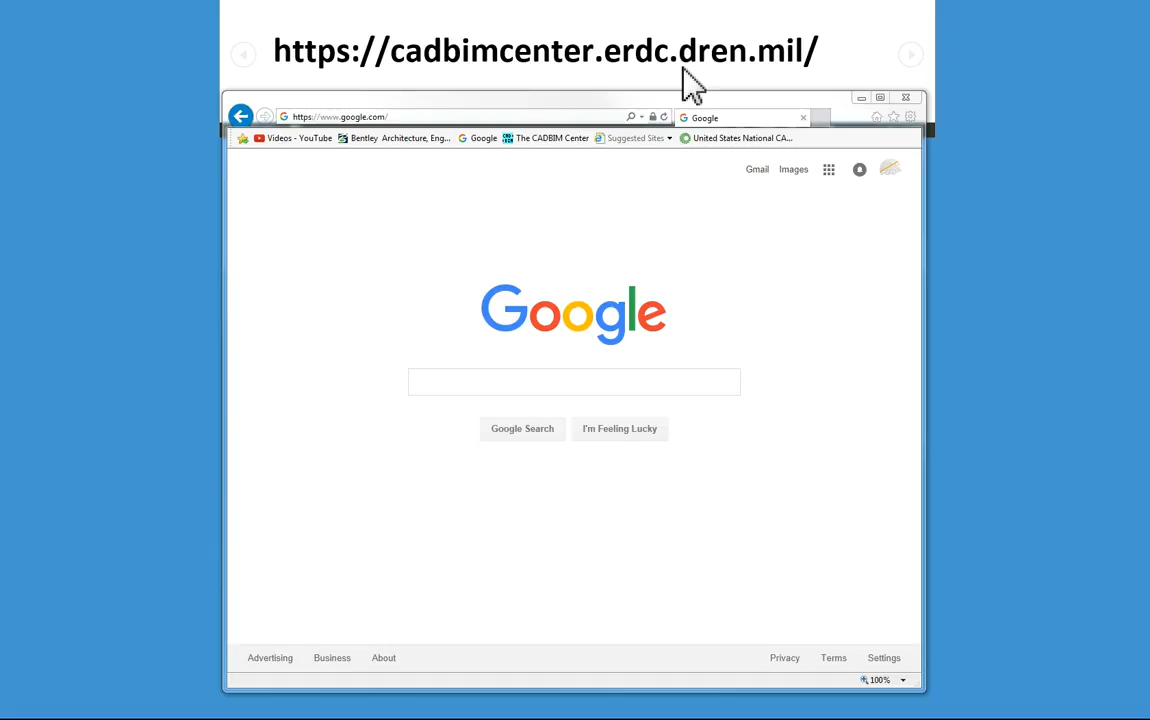 https://cadbimcenter.erdc.dren.mil/
https://www.google.com/
Google
Videos - YouTube
Bentley Architecture, Eng...
Google
The CADBIM Center
Suggested Sites
United States National CA...
Gmail
Images
Google
Google Search
I'm Feeling Lucky
Advertising
Business
About
Privacy
Terms
Settings
100%